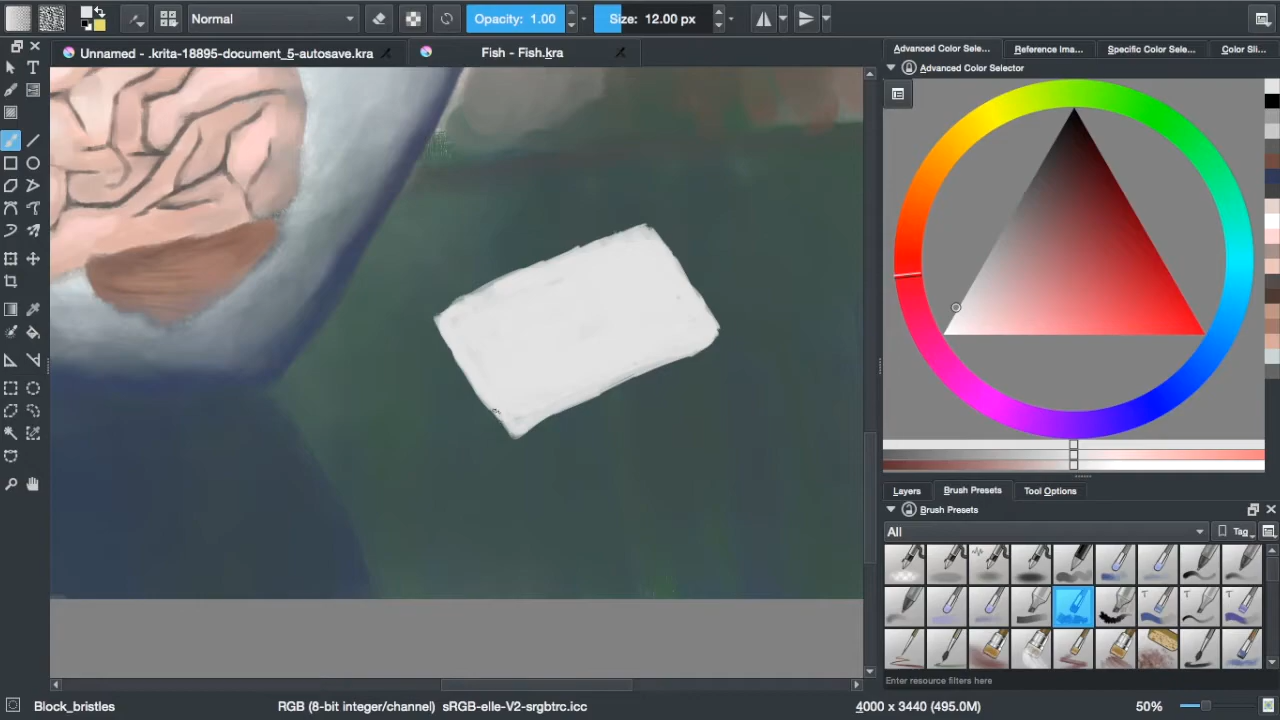 Normal
Opacity: 1.00
Size: 12.00 px
Unnamed - .krita-18895-document_5-autosave.kra
Fish - Fish.kra
Advanced Color Sele...
Reference Ima...
Specific Color Sele...
Color Sli...
Advanced Color Selector
Layers
Brush Presets
Tool Options
Brush Presets
All
Tag
Enter resource filters here
Block_bristles
RGB (8-bit integer/channel) sRGB-elle-V2-srgbtrc.icc
4000 x 3440 (495.0M)
50%